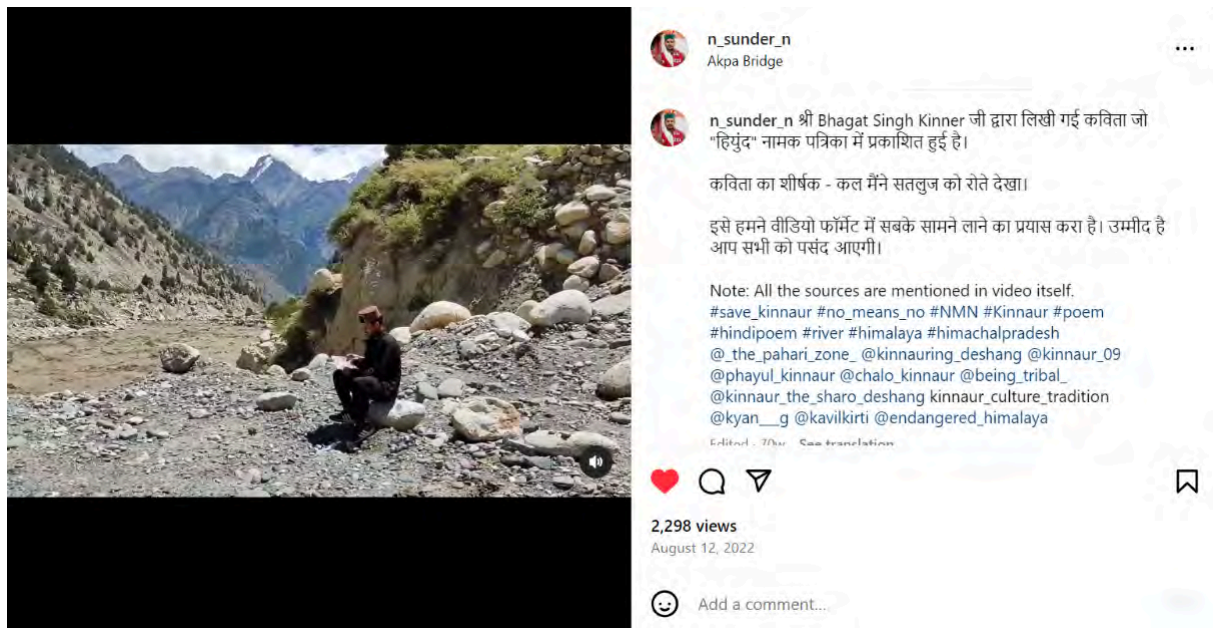 n_sunder_n
Akpa Bridge
n_sunder_n श्री Bhagat Singh Kinner जी द्वारा लिखी गई कविता जो
"हियुंद" नामक पत्रिका में प्रकाशित हुई है।
कविता का शीर्षक - कल मैंने सतलुज को रोते देखा।
इसे हमने वीडियो फॉर्मेट में सबके सामने लाने का प्रयास करा है। उम्मीद है
आप सभी को पसंद आएगी।
Note: All the sources are mentioned in video itself.
#save_kinnaur #no_means_no #NMN #Kinnaur #poem
#hindipoem #river #himalaya #himachalpradesh
@_the_pahari_zone_ @kinnauring_deshang @kinnaur_09
@phayul_kinnaur @chalo_kinnaur @being_tribal_
@kinnaur_the_sharo_deshang kinnaur_culture_tradition
@kyan___g @kavilkirti @endangered_himalaya
Edited · 70w See translation
2,298 views
August 12, 2022
Add a comment...